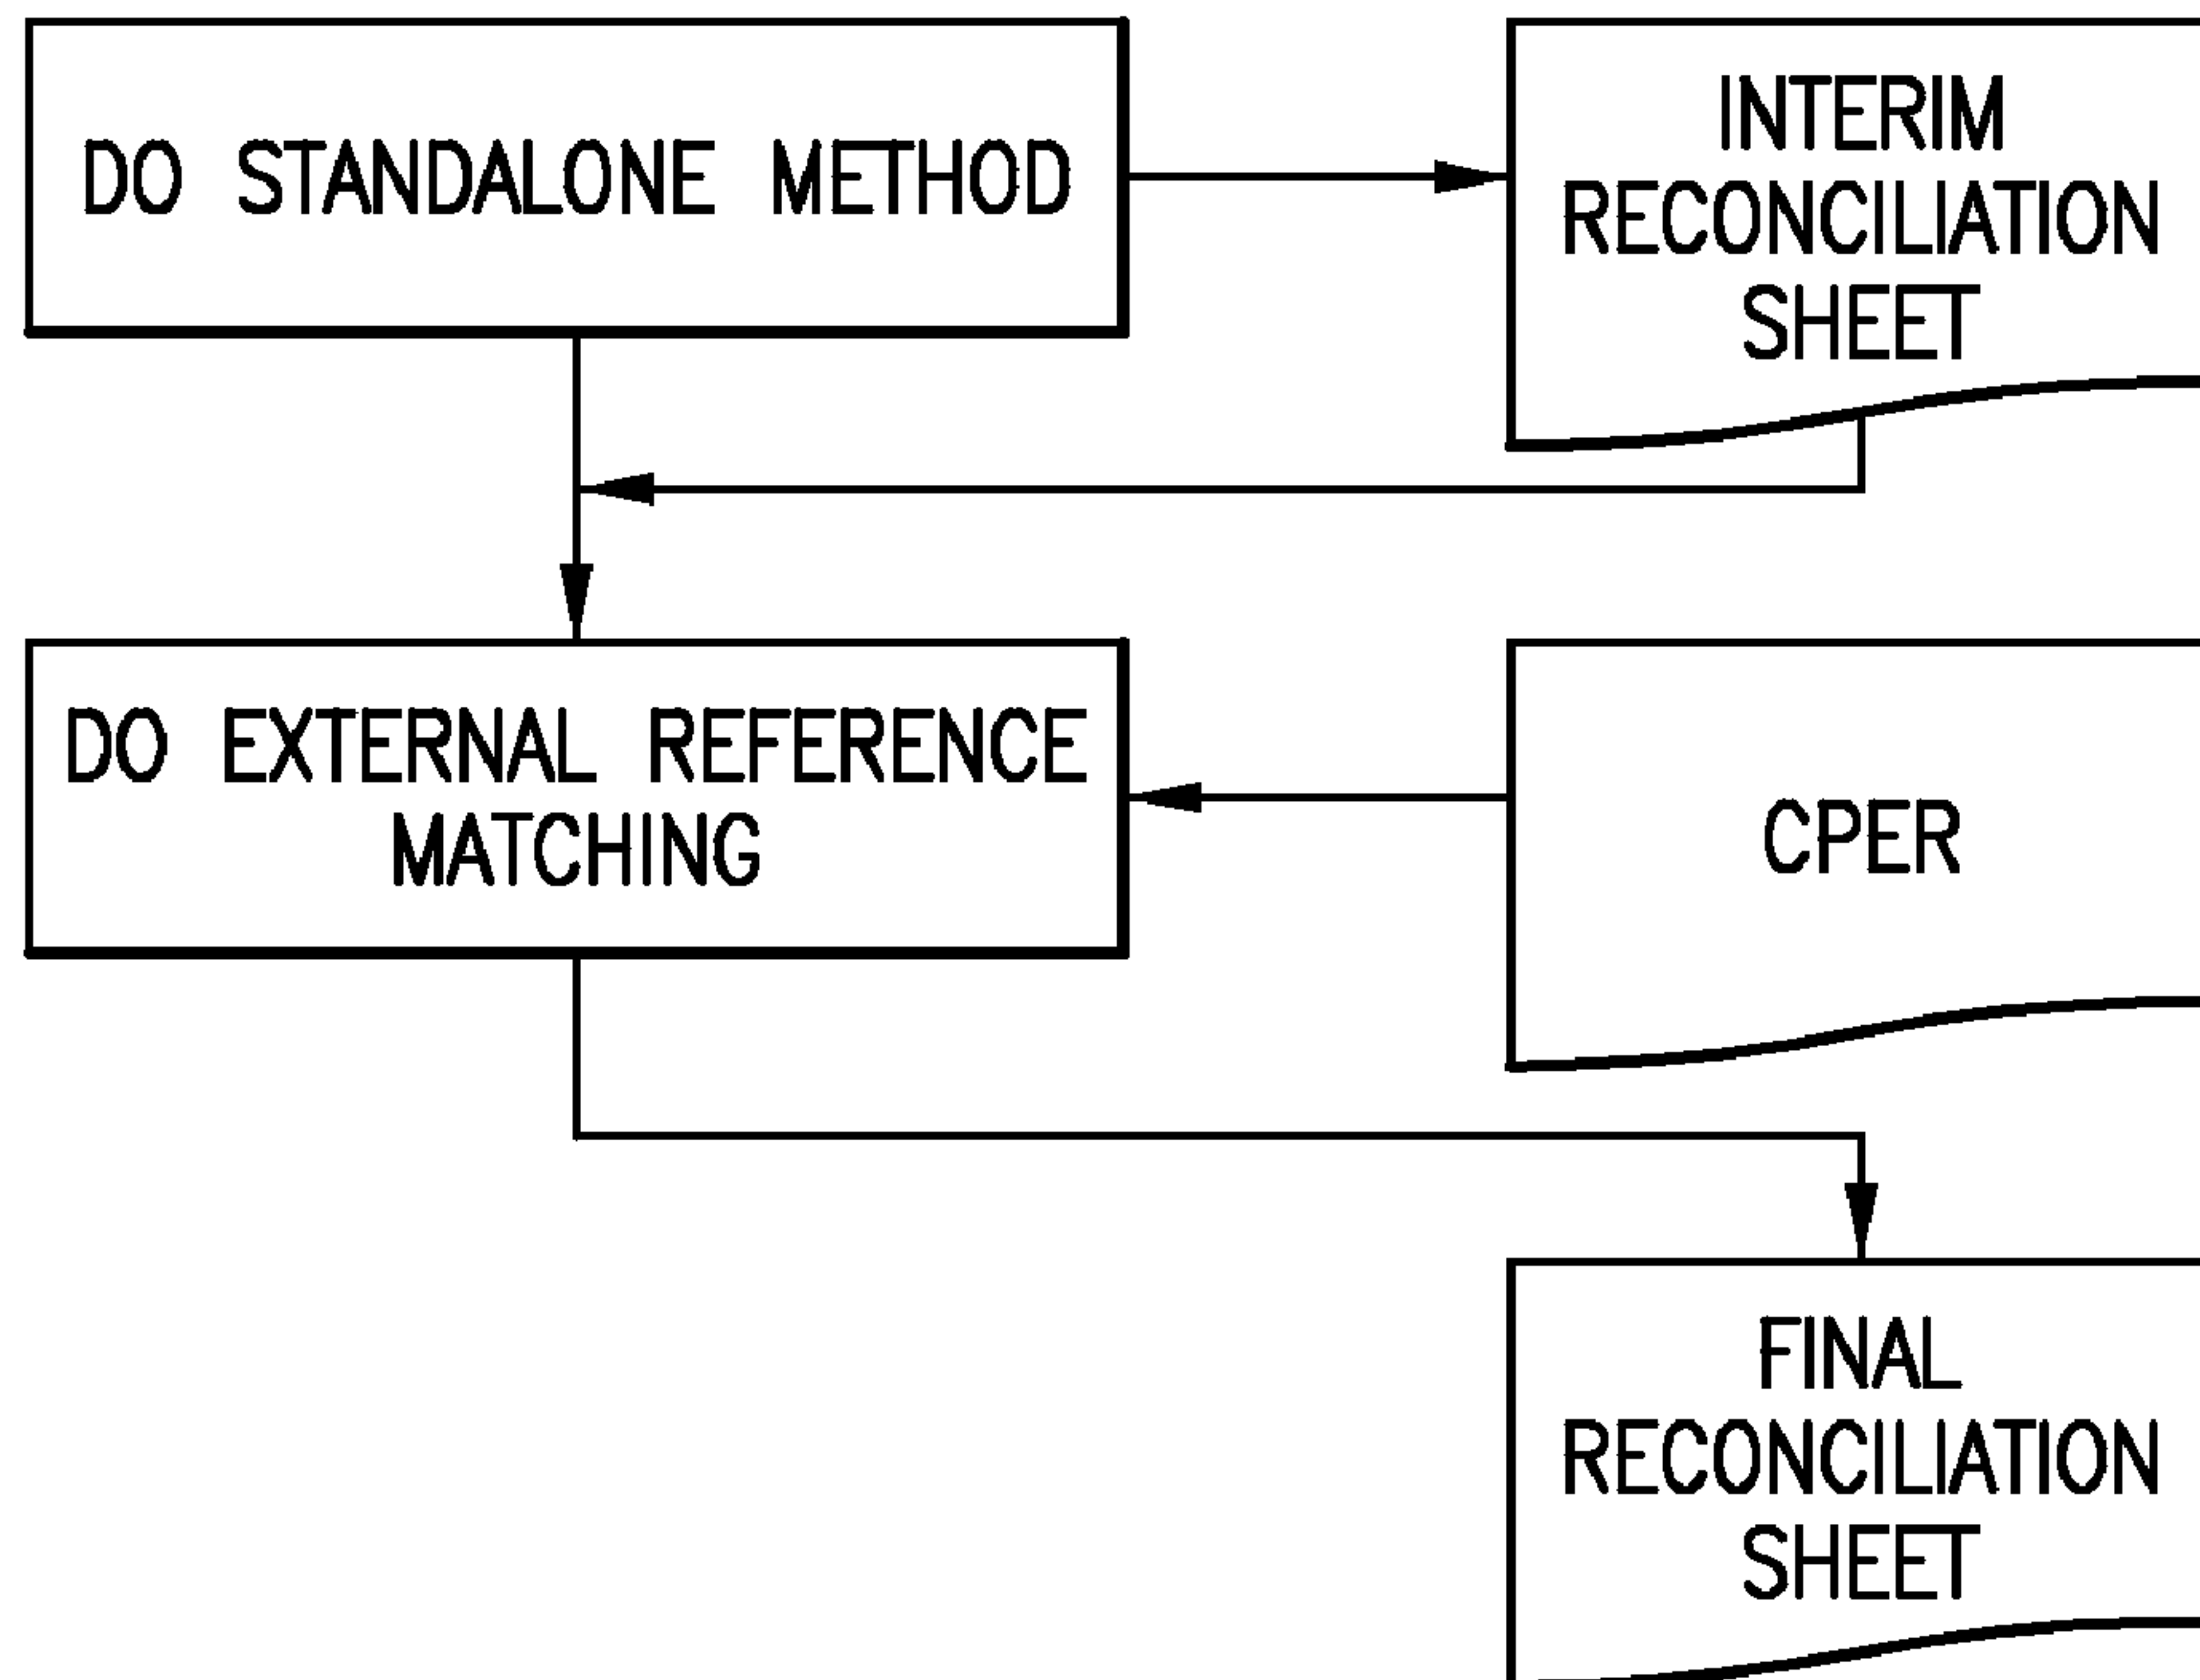 DO STANDALONE METHOD
INTERIM
RECONCILIATION
SHEET
DO EXTERNAL REFERENCE
MATCHING
CPER
FINAL
RECONCILIATION
SHEET